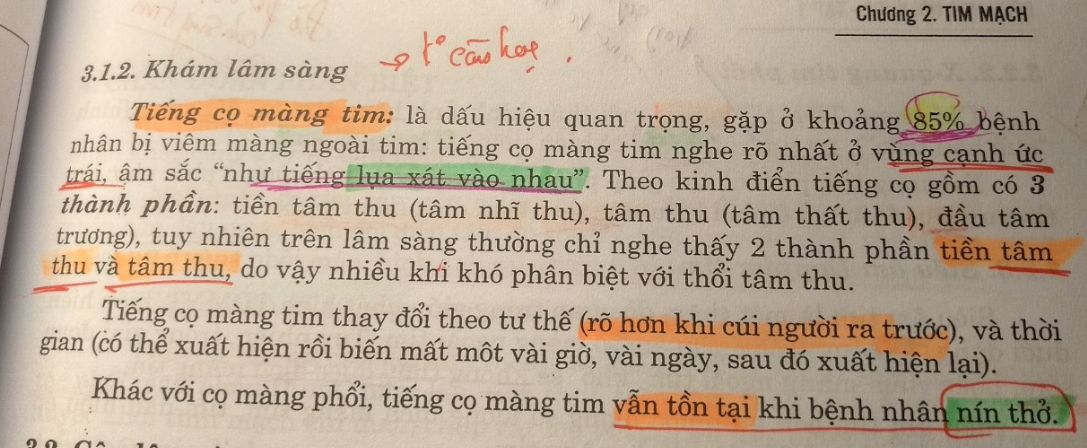 Chương 2. TIM MẠCH
3.1.2. Khám lâm sàng
Tiếng cọ màng tim: là dấu hiệu quan trọng, gặp ở khoảng 85% bệnh
nhân bị viêm màng ngoài tim: tiếng cọ màng tim nghe rõ nhất ở vùng cạnh ức
trái, âm sắc “như tiếng lụa xát vào nhau”. Theo kinh điển tiếng cọ gồm có 3
thành phần: tiền tâm thu (tâm nhĩ thu), tâm thu (tâm thất thu), đầu tâm
trương), tuy nhiên trên lâm sàng thường chỉ nghe thấy 2 thành phần tiền tâm
thu và tâm thu, do vậy nhiều khi khó phân biệt với thổi tâm thu.
Tiếng cọ màng tim thay đổi theo tư thế (rõ hơn khi cúi người ra trước), và thời
gian (có thể xuất hiện rồi biến mất môt vài giờ, vài ngày, sau đó xuất hiện lại).
Khác với cọ màng phổi, tiếng cọ màng tim vẫn tồn tại khi bệnh nhân nín thở.